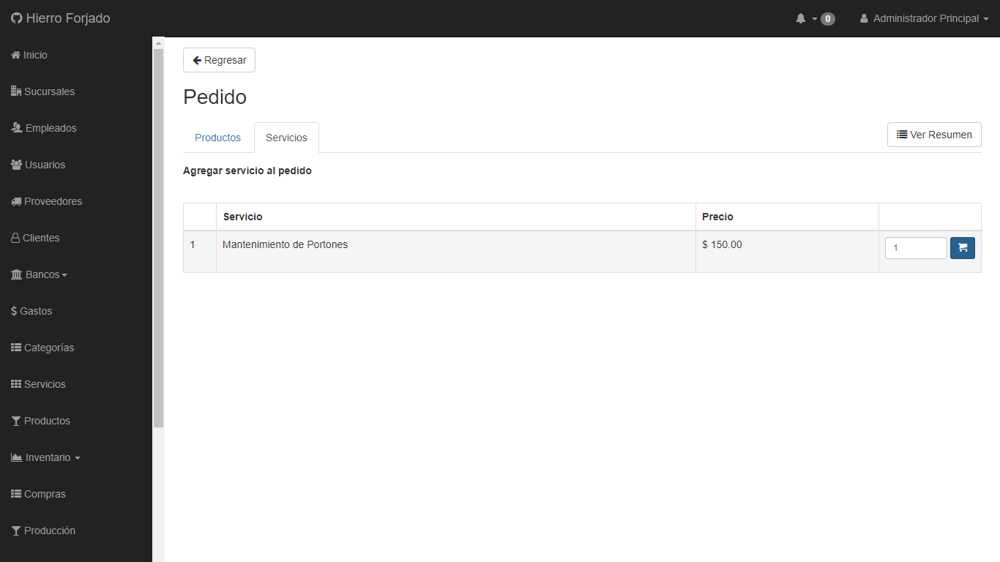 Hierro Forjado
0
Administrador Principal
Inicio
Sucursales
Empleados
Usuarios
Proveedores
Clientes
Bancos
$ Gastos
Categorías
Servicios
Productos
Inventario
Compras
Producción
Regresar
Pedido
Productos
Servicios
Ver Resumen
Agregar servicio al pedido
Servicio
Precio
1
Mantenimiento de Portones
$ 150.00
1